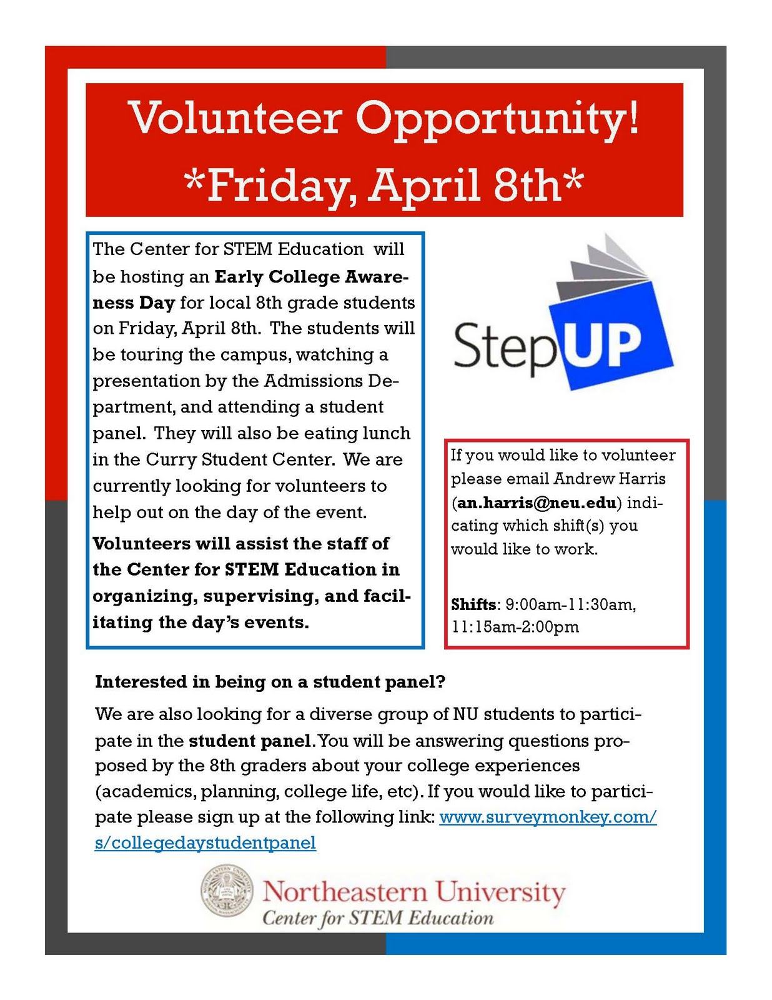 Volunteer Opportunity!
*Friday, April 8th*
The Center for STEM Education will
be hosting an Early College Aware-
ness Day for local 8th grade students
on Friday, April 8th. The students will
be touring the campus, watching a
presentation by the Admissions De-
partment, and attending a student
panel. They will also be eating lunch
in the Curry Student Center. We are
currently looking for volunteers to
help out on the day of the event.
Volunteers will assist the staff of
the Center for STEM Education in
organizing, supervising, and facil-
itating the day’s events.
StepUP
If you would like to volunteer
please email Andrew Harris
(an.harris@neu.edu) indi-
cating which shift(s) you
would like to work.
Shifts: 9:00am-11:30am,
11:15am-2:00pm
Interested in being on a student panel?
We are also looking for a diverse group of NU students to partici-
pate in the student panel. You will be answering questions pro-
posed by the 8th graders about your college experiences
(academics, planning, college life, etc). If you would like to partici-
pate please sign up at the following link: www.surveymonkey.com/
s/collegedaystudentpanel
Northeastern University
Center for STEM Education